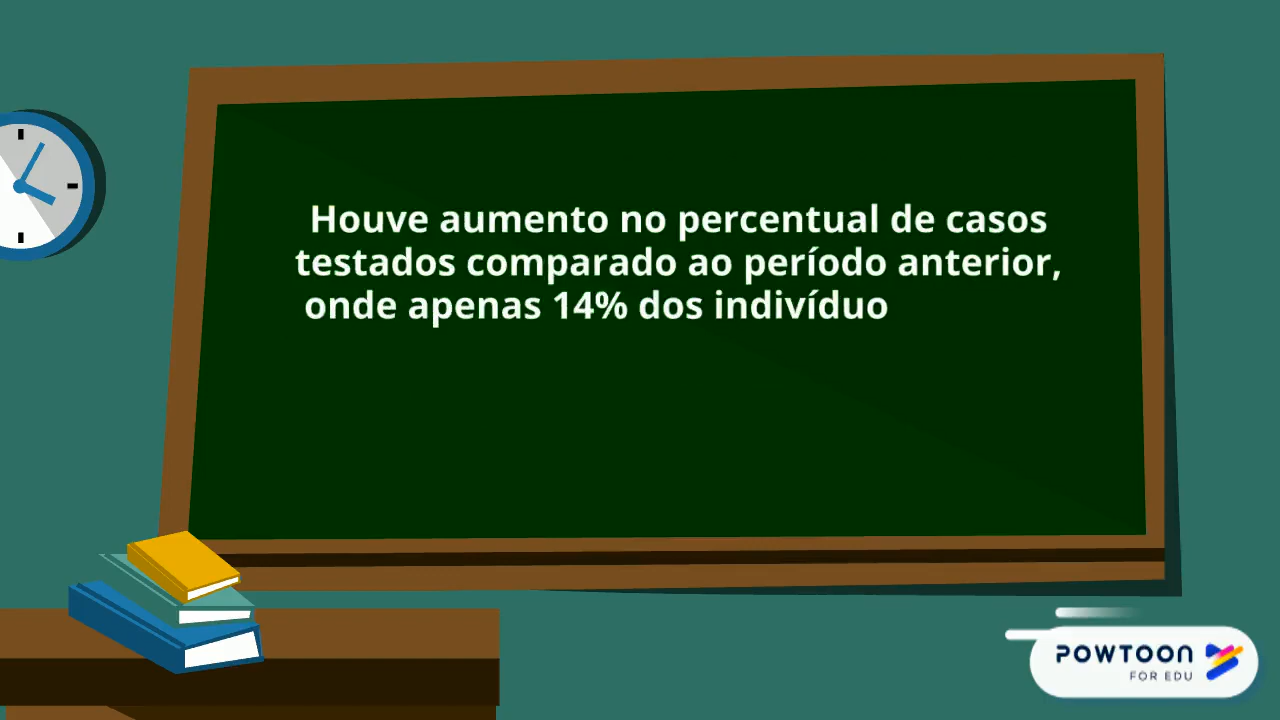 Houve aumento no percentual de casos
testados comparado ao período anterior,
onde apenas 14% dos indivíduo
POWTOON
FOR EDU